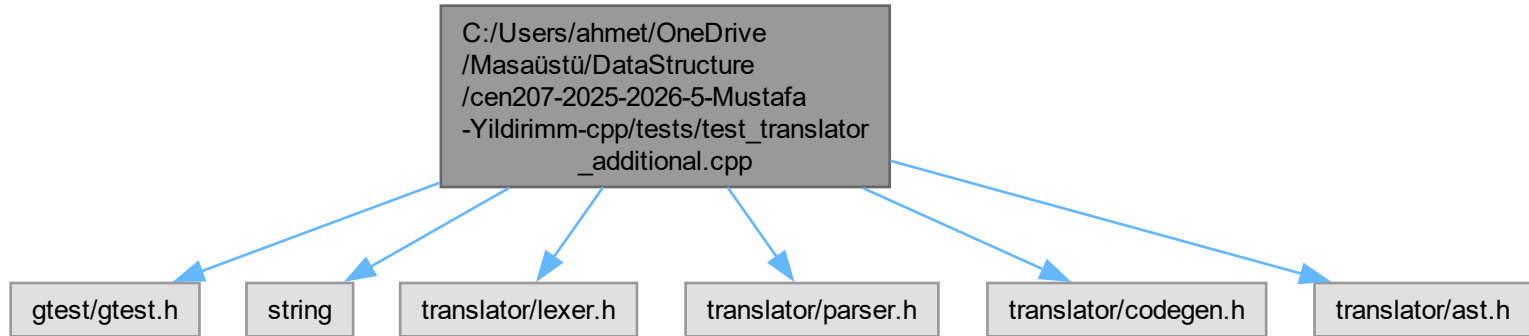 C:/Users/ahmet/OneDrive
/Masaüstü/DataStructure
/cen207-2025-2026-5-Mustafa
-Yildirimm-cpp/tests/test_translator
_additional.cpp
gtest/gtest.h
string
translator/lexer.h
translator/parser.h
translator/codegen.h
translator/ast.h